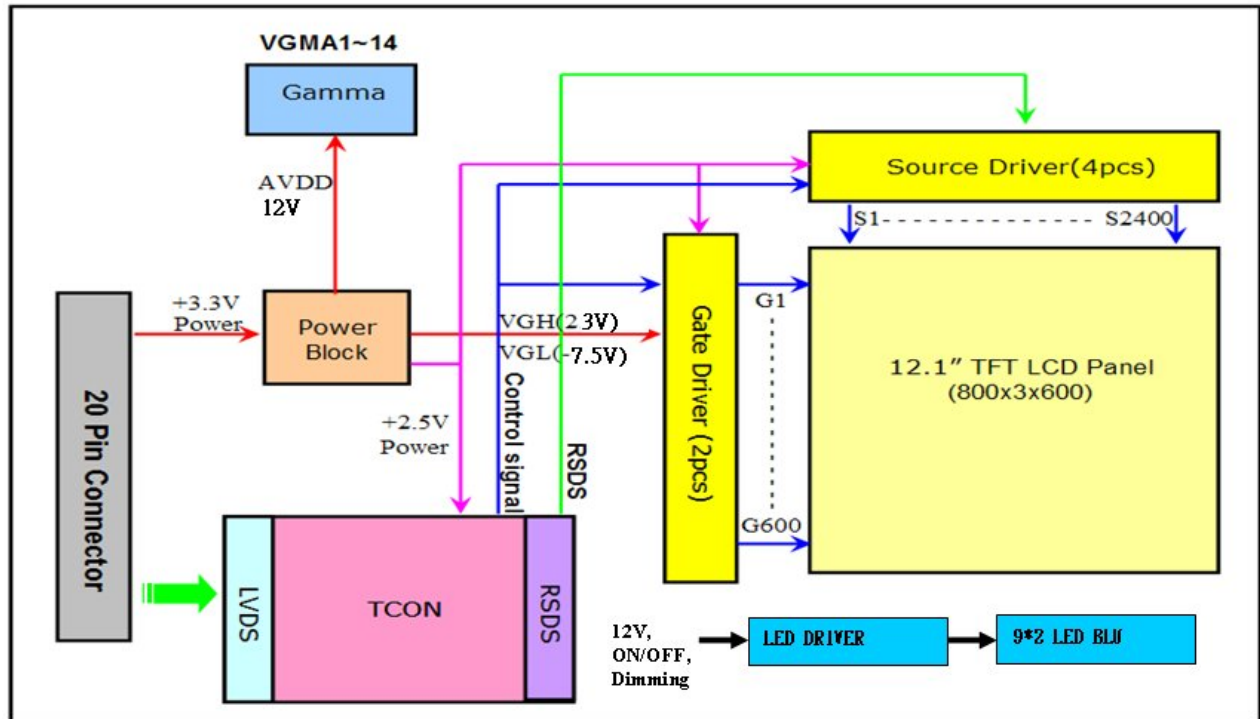 VGMA1~14
Gamma
AVDD
12V
Source Driver(4pcs)
S1
S2400
+3.3V
Power
Power
Block
VGH(23V)
VGL(-7.5V)
Gate Driver (2pcs)
G1
G600
12.1" TFT LCD Panel
(800x3x600)
20 Pin Connector
+2.5V
Power
Control signal
RSDS
LVDS
TCON
RSDS
12V,
ON/OFF,
Dimming
LED DRIVER
9*2 LED BLU